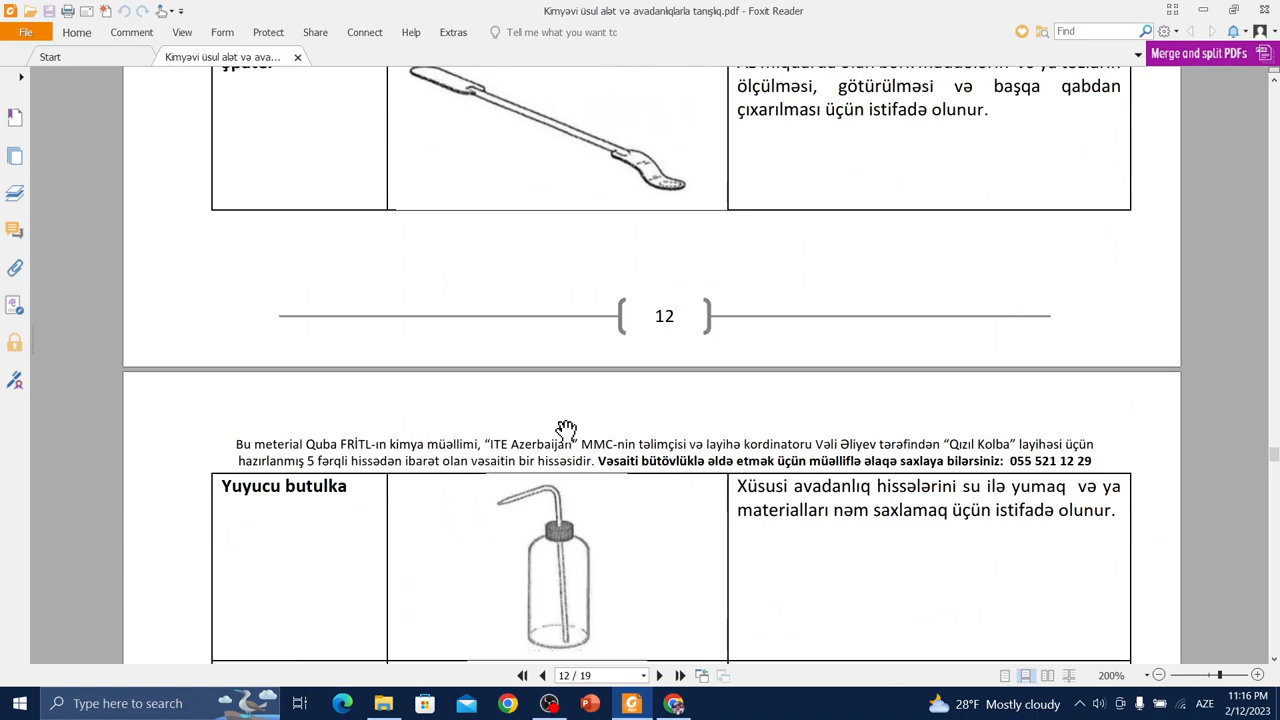 Kimyəvi üsul alət və avadanlıqlarla tanışlıq.pdf - Foxit Reader
File Home Comment View Form Protect Share Connect Help Extras Tell me what you want to Find
Start Kimyəvi üsul alət və ava... Merge and split PDFs
ölçülməsi, götürülməsi və başqa qabdan
çıxarılması üçün istifadə olunur.
12
Bu meterial Quba FRİTL-ın kimya müəllimi, “ITE Azerbaijan” MMC-nin təlimçisi və layihə kordinatoru Vəli Əliyev tərəfindən “Qızıl Kolba” layihəsi üçün
hazırlanmış 5 fərqli hissədən ibarət olan vəsaitin bir hissəsidir. Vəsaiti bütövlüklə əldə etmək üçün müəlliflə əlaqə saxlaya bilərsiniz: 055 521 12 29
Yuyucu butulka
Xüsusi avadanlıq hissələrini su ilə yumaq və ya
materialları nəm saxlamaq üçün istifadə olunur.
12 / 19 200%
Type here to search 28°F Mostly cloudy AZE 11:16 PM
2/12/2023